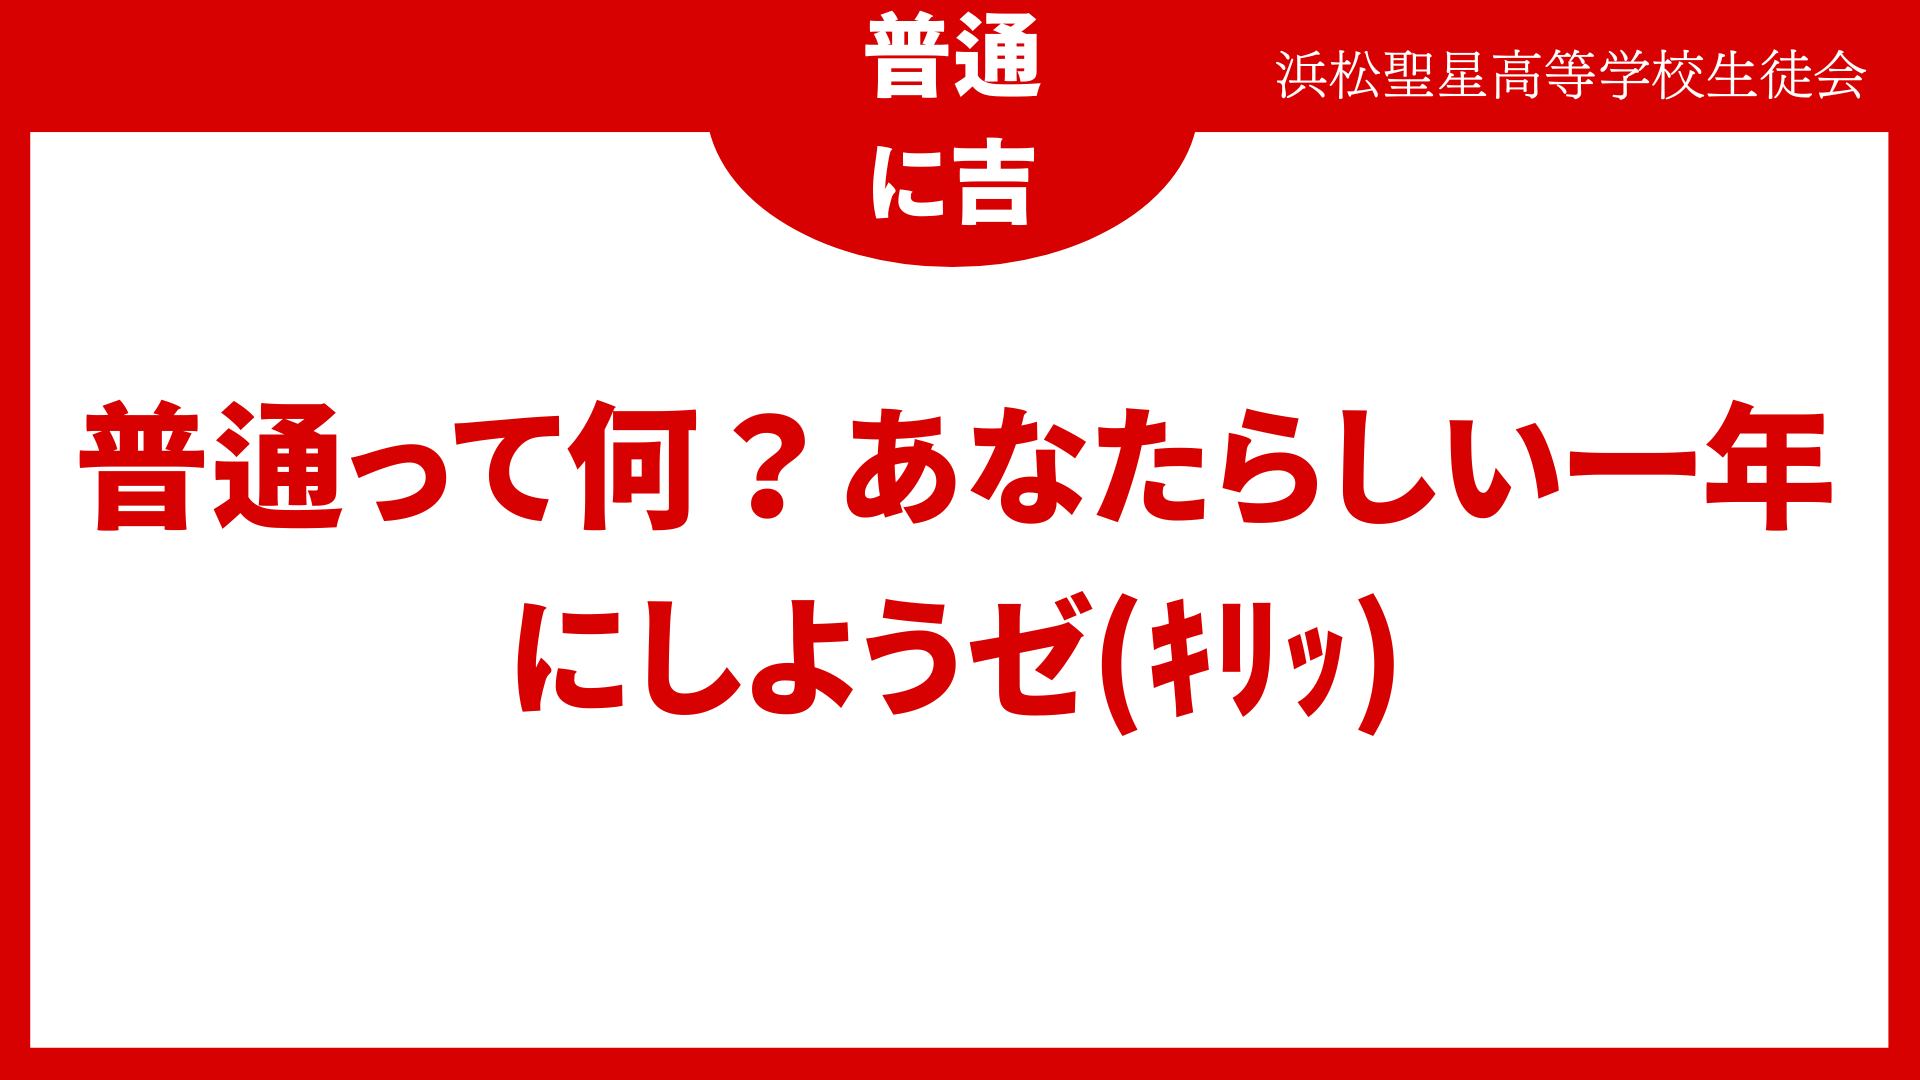 普通
に吉
浜松聖星高等学校生徒会
普通って何？あなたらしい一年
にしようゼ(ｷﾘｯ)